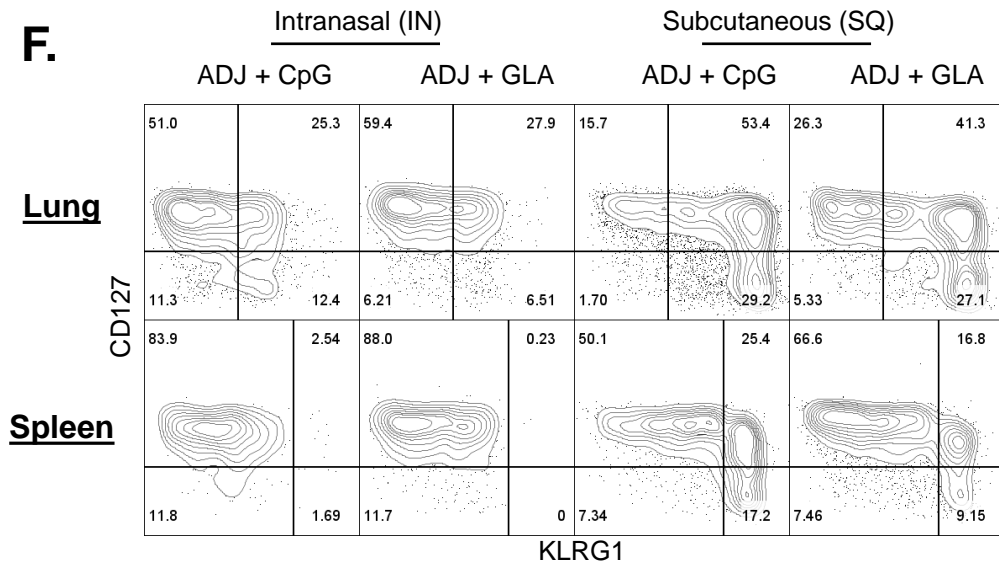 F.
Intranasal (IN) Subcutaneous (SQ)
ADJ + CpG ADJ + GLA ADJ + CpG ADJ + GLA
51.0 25.3 59.4 27.9 15.7 53.4 26.3 41.3
Lung
11.3 12.4 6.21 6.51 1.70 29.2 5.33 27.1
CD127
83.9 2.54 88.0 0.23 50.1 25.4 66.6 16.8
Spleen
11.8 1.69 11.7 0 7.34 17.2 7.46 9.15
KLRG1